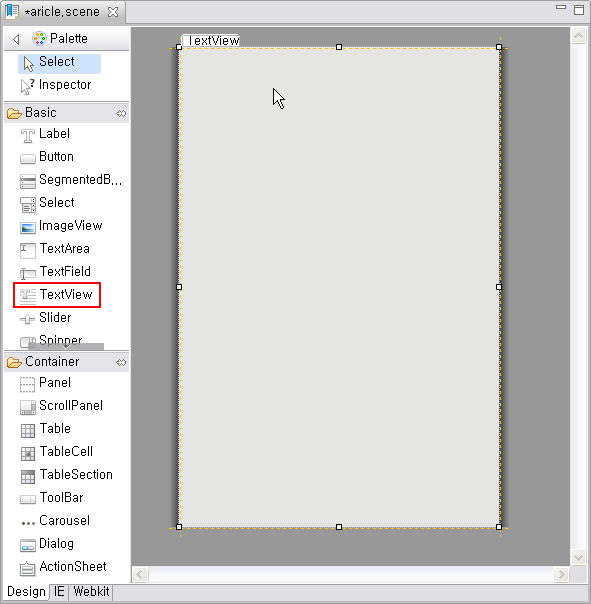 *aricle,scene
Palette
Select
Inspector
Basic
Label
Button
SegmentedB...
Select
ImageView
TextArea
TextField
TextView
Slider
Spinner
Container
Panel
ScrollPanel
Table
TableCell
TableSection
ToolBar
Carousel
Dialog
ActionSheet
TextView
Design IE Webkit